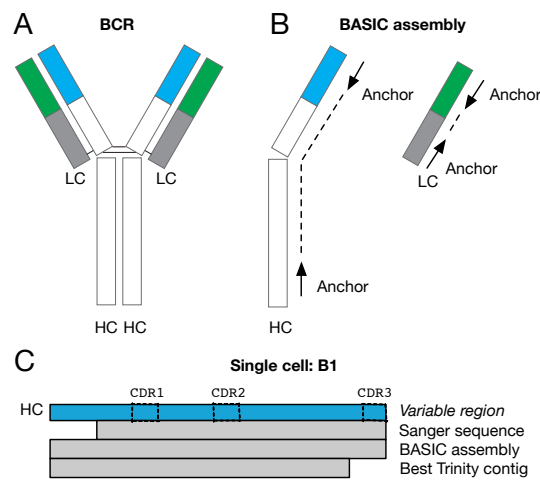 A
BCR
LC
LC
HC HC
B
BASIC assembly
Anchor
Anchor
Anchor
LC
Anchor
HC
C
Single cell: B1
CDR1 CDR2 CDR3
HC
Variable region
Sanger sequence
BASIC assembly
Best Trinity contig